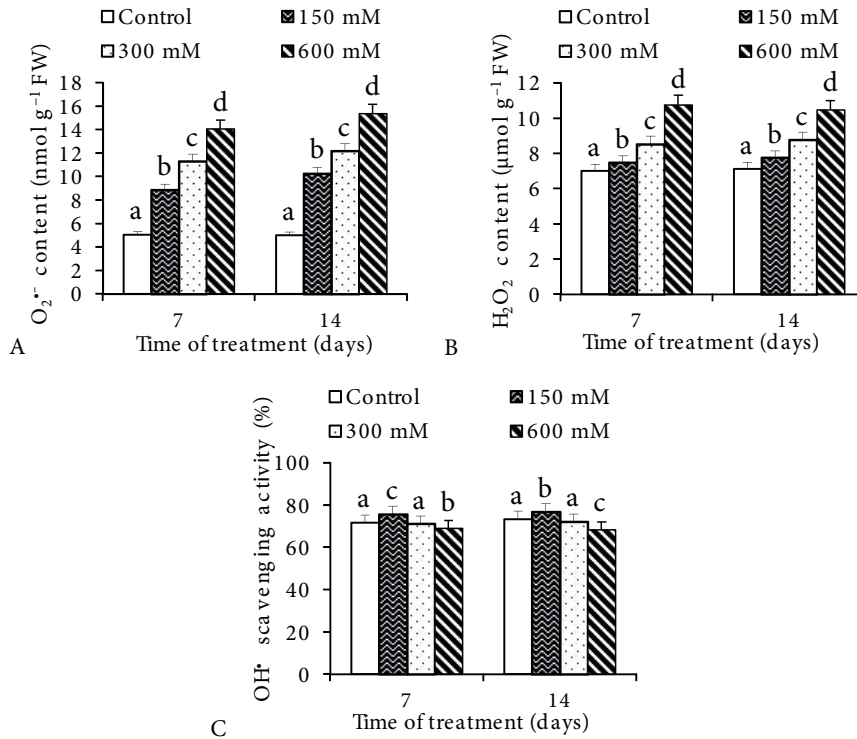 Control 150 mM
300 mM 600 mM
O₂•⁻ content (nmol g⁻¹ FW)
18
16
14
12
10
8
6
4
2
0
a b c d
a b c d
7 14
Time of treatment (days)
A
Control 150 mM
300 mM 600 mM
H₂O₂ content (µmol g⁻¹ FW)
12
10
8
6
4
2
0
a b c d
a b c d
7 14
Time of treatment (days)
B
Control 150 mM
300 mM 600 mM
OH• scavenging activity (%)
100
80
60
40
20
0
a c a b
a b a c
7 14
Time of treatment (days)
C